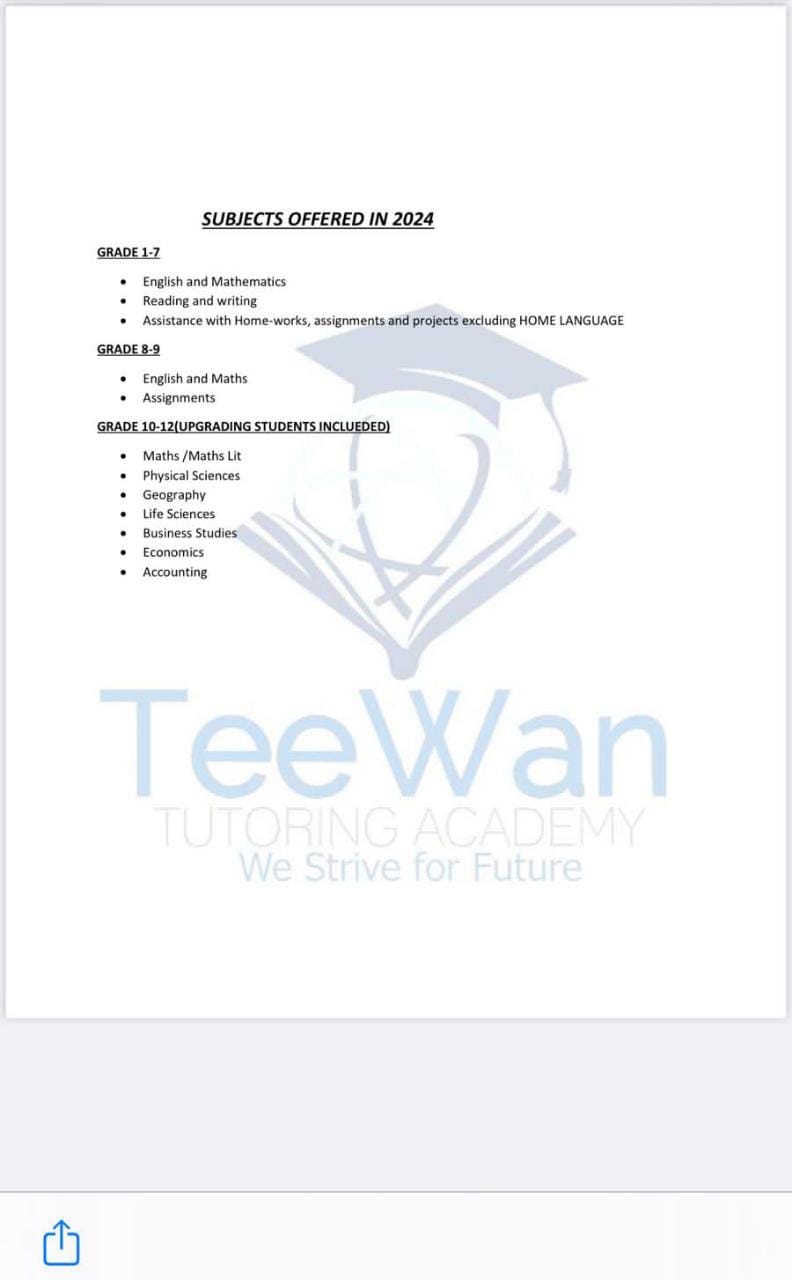 SUBJECTS OFFERED IN 2024
GRADE 1-7
• English and Mathematics
• Reading and writing
• Assistance with Home-works, assignments and projects excluding HOME LANGUAGE
GRADE 8-9
• English and Maths
• Assignments
GRADE 10-12(UPGRADING STUDENTS INCLUEDED)
• Maths /Maths Lit
• Physical Sciences
• Geography
• Life Sciences
• Business Studies
• Economics
• Accounting
TeeWan
TUTORING ACADEMY
We Strive for Future